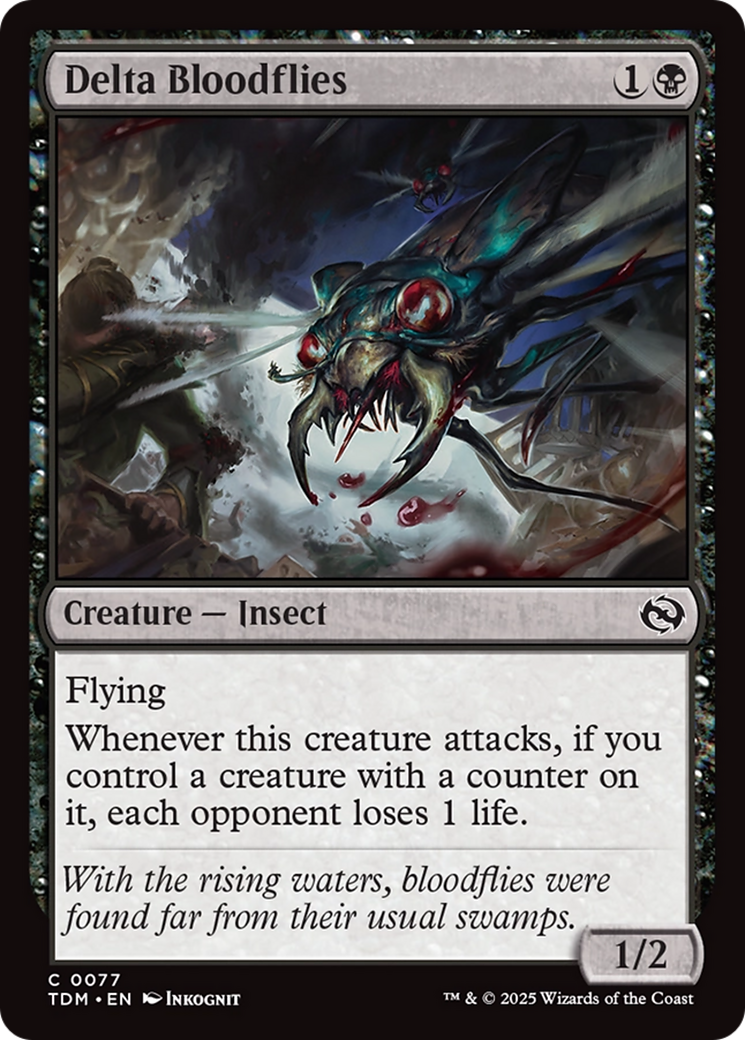 Delta Bloodflies
1
Creature — Insect
Flying
Whenever this creature attacks, if you
control a creature with a counter on
it, each opponent loses 1 life.
With the rising waters, bloodflies were
found far from their usual swamps.
1/2
C 0077
TDM • EN Inkognit
™ & © 2025 Wizards of the Coast